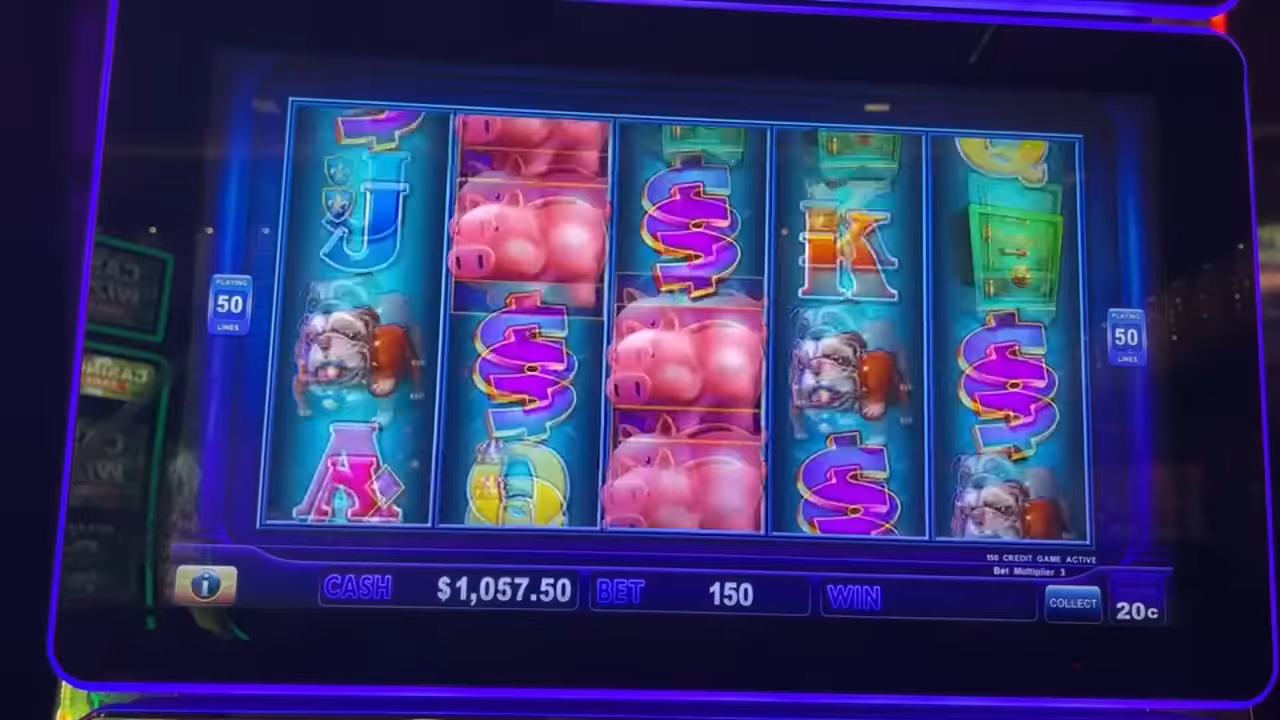 J
$
K
Q
PLAYING
50
LINES
$
$
PLAYING
50
LINES
A
$
150 CREDIT GAME ACTIVE
Bet Multiplier 3
i
CASH $1,057.50
BET 150
WIN
COLLECT
20c